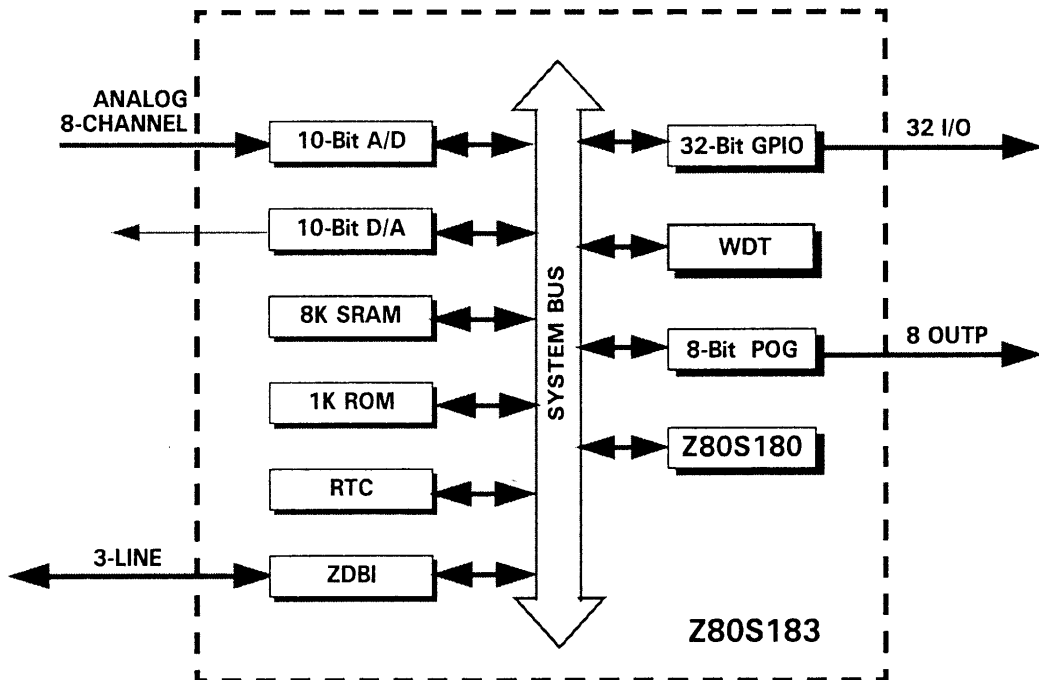 ANALOG
8-CHANNEL
10-Bit A/D
32-Bit GPIO
32 I/O
10-Bit D/A
WDT
8K SRAM
SYSTEM BUS
8-Bit POG
8 OUTP
1K ROM
Z80S180
RTC
3-LINE
ZDBI
Z80S183